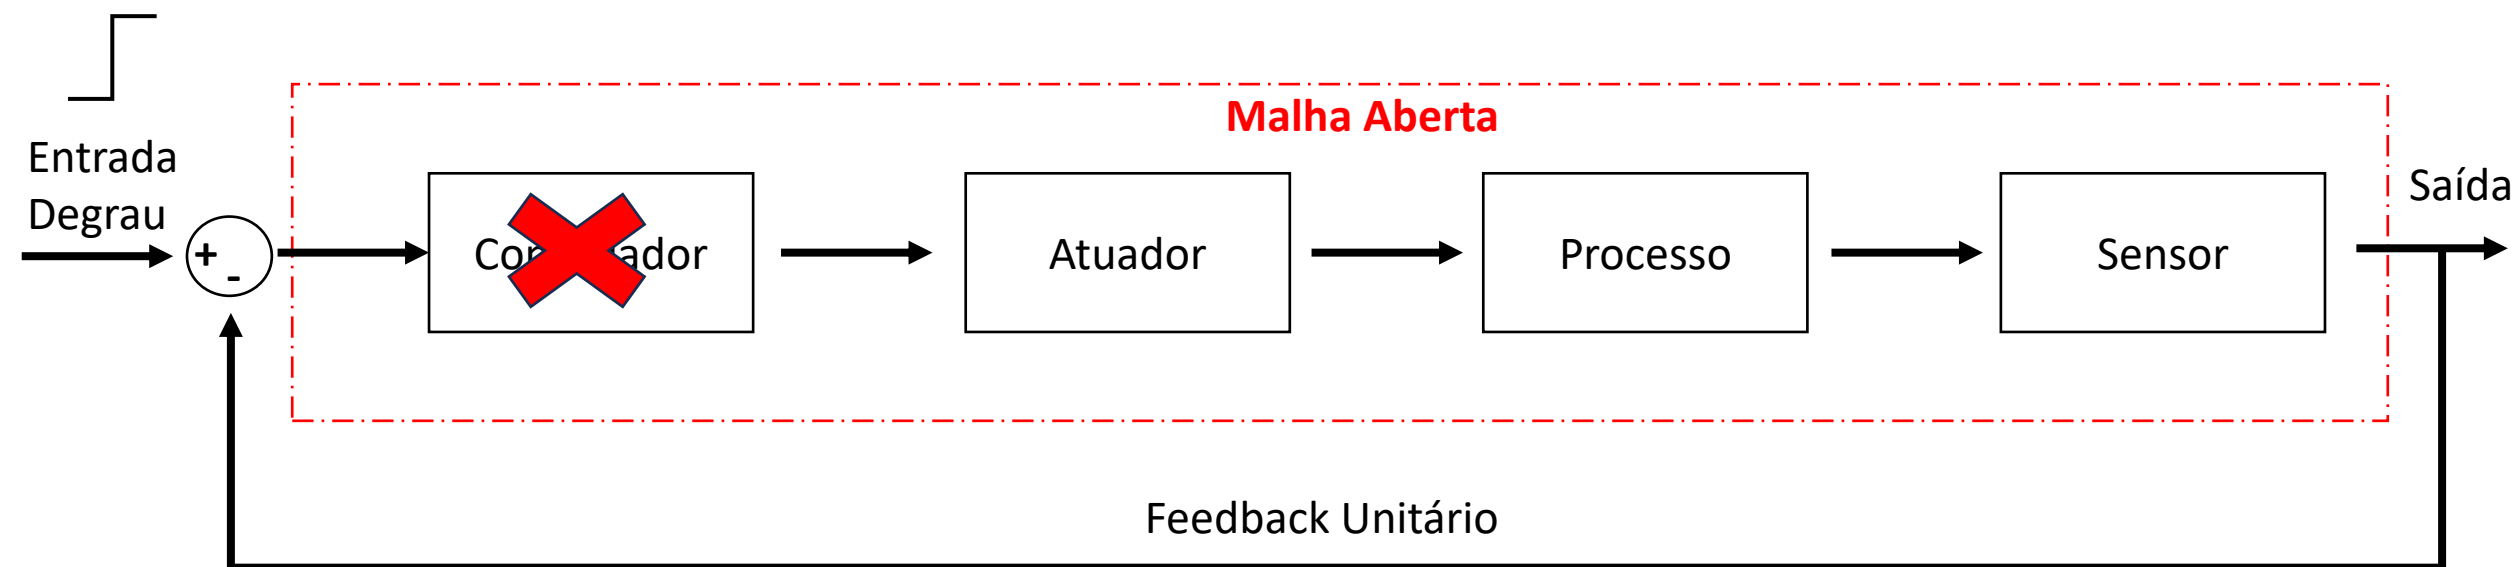 Malha Aberta
Entrada
Degrau
+
-
Atuador
Processo
Sensor
Saída
Feedback Unitário